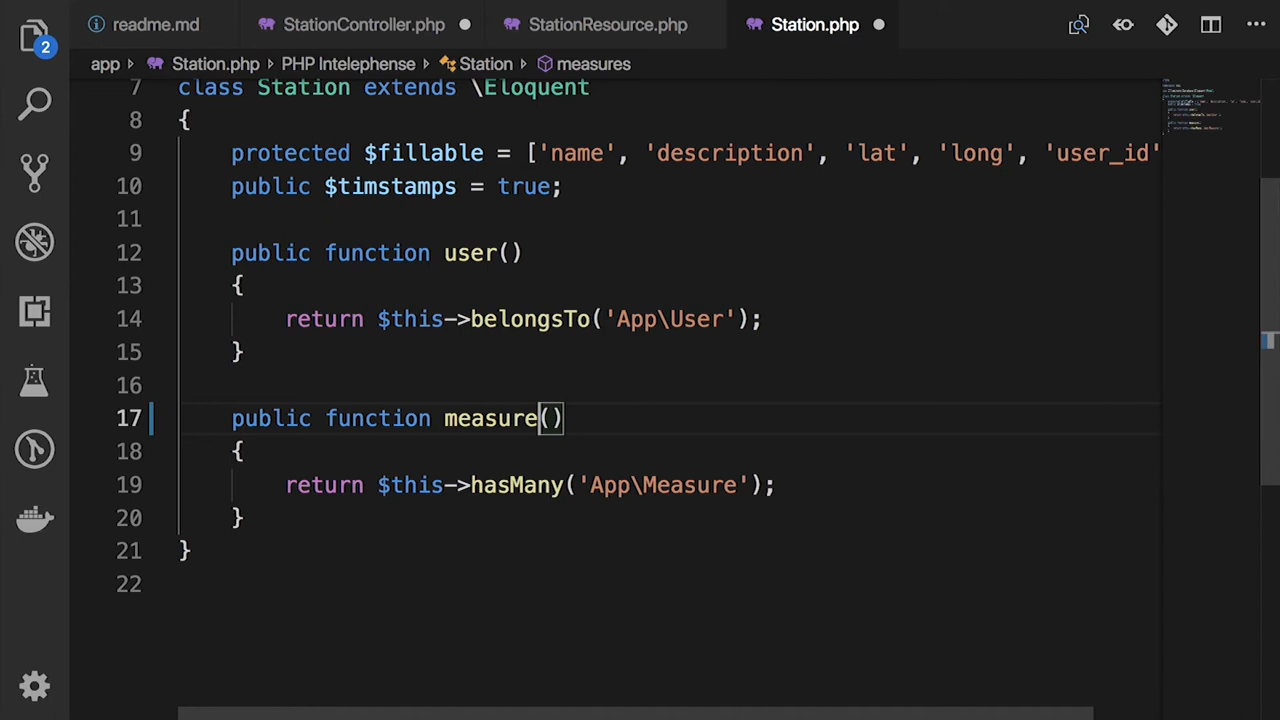 readme.md StationController.php StationResource.php Station.php
2
app Station.php PHP Intelephense Station measures
7 class Station extends \Eloquent
8 {
9 protected $fillable = ['name', 'description', 'lat', 'long', 'user_id'
10 public $timstamps = true;
11
12 public function user()
13 {
14 return $this->belongsTo('App\User');
15 }
16
17 public function measure()
18 {
19 return $this->hasMany('App\Measure');
20 }
21 }
22